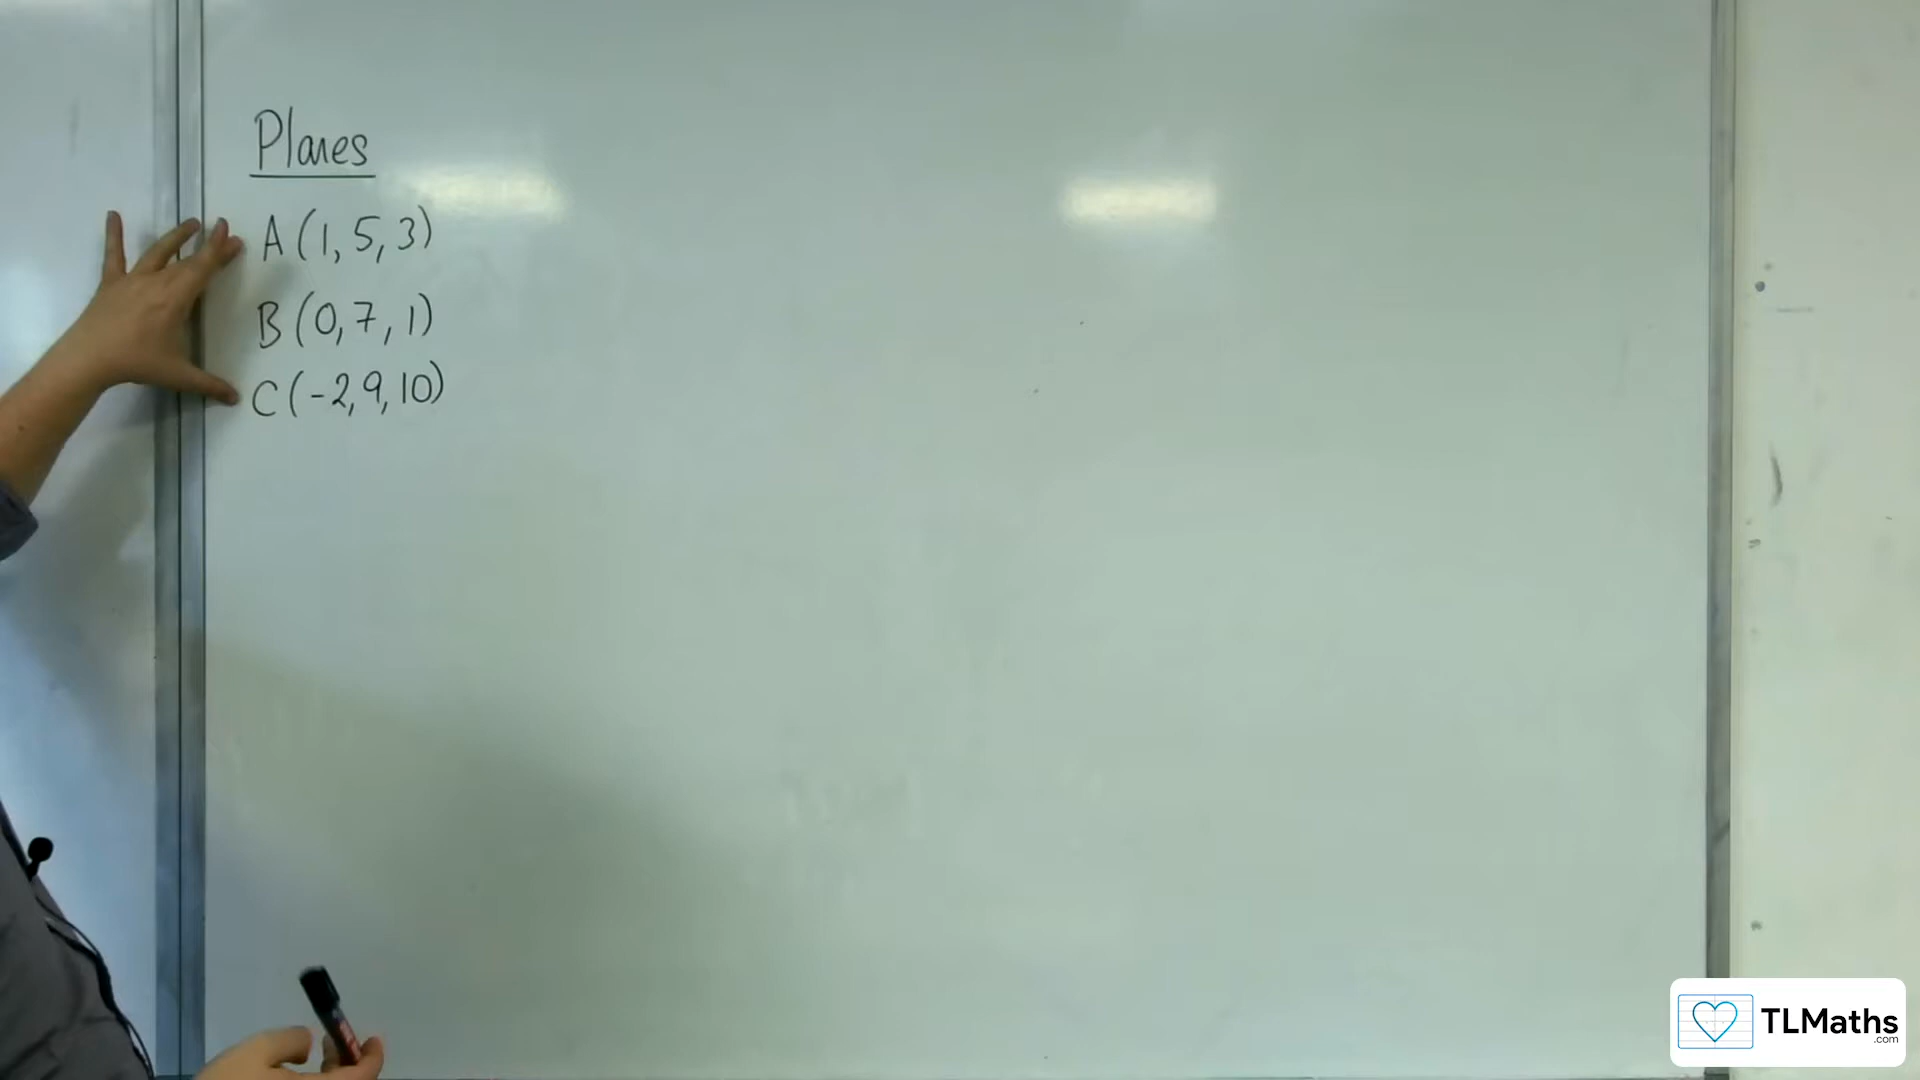 Planes
A (1, 5, 3)
B (0, 7, 1)
C (-2, 9, 10)
TLMaths
.com